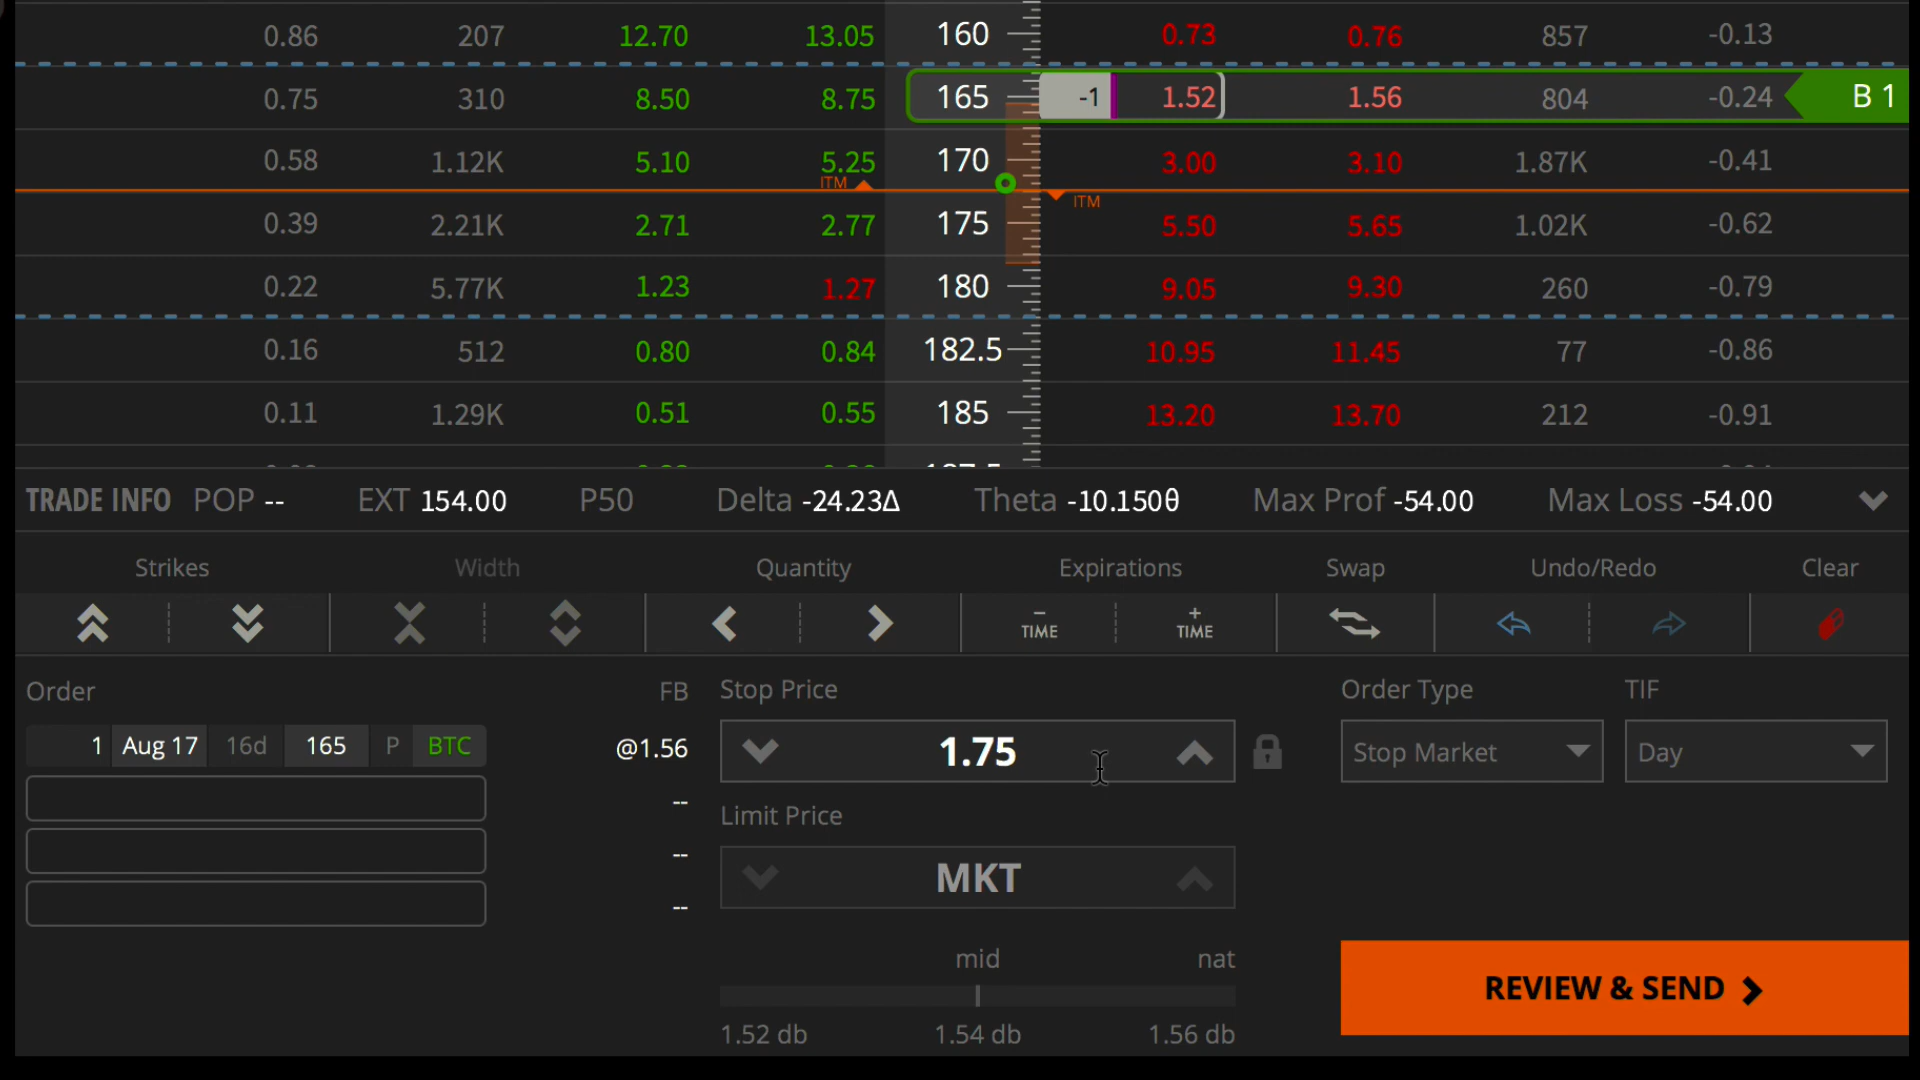 0.86 207 12.70 13.05 160 0.73 0.76 857 -0.13
0.75 310 8.50 8.75 165 -1 1.52 1.56 804 -0.24 B 1
0.58 1.12K 5.10 5.25 170 3.00 3.10 1.87K -0.41
ITM
ITM
0.39 2.21K 2.71 2.77 175 5.50 5.65 1.02K -0.62
0.22 5.77K 1.23 1.27 180 9.05 9.30 260 -0.79
0.16 512 0.80 0.84 182.5 10.95 11.45 77 -0.86
0.11 1.29K 0.51 0.55 185 13.20 13.70 212 -0.91
TRADE INFO POP -- EXT 154.00 P50 Delta -24.23Δ Theta -10.150θ Max Prof -54.00 Max Loss -54.00
Strikes Width Quantity Expirations Swap Undo/Redo Clear
- TIME + TIME
Order FB Stop Price Order Type TIF
1 Aug 17 16d 165 P BTC @1.56 1.75 Stop Market Day
--
Limit Price
-- MKT
--
mid nat
REVIEW & SEND
1.52 db 1.54 db 1.56 db